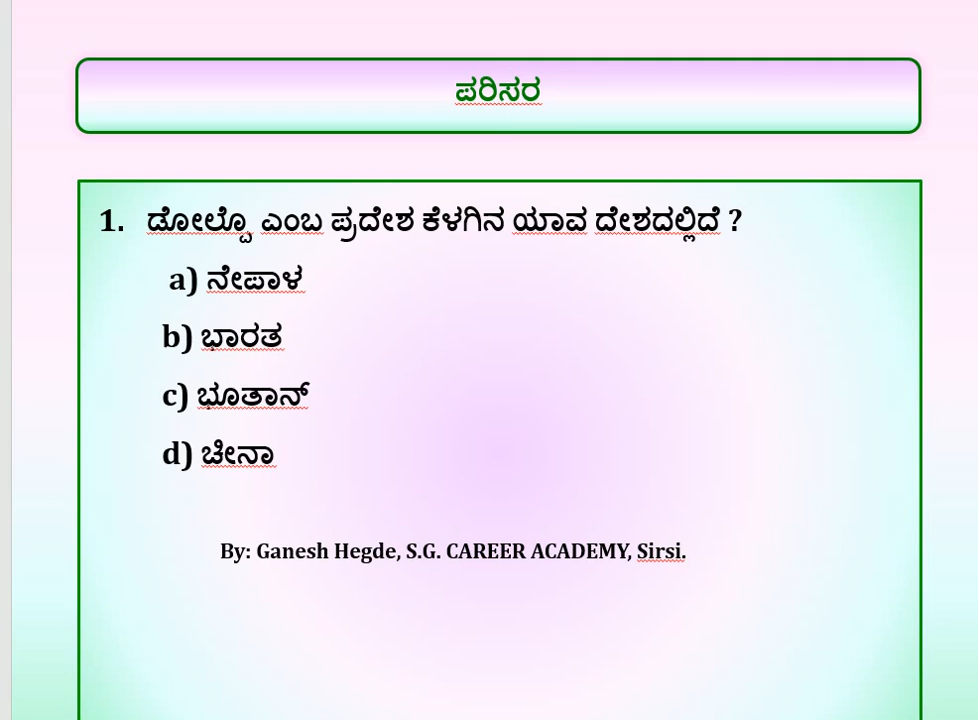 ಪರಿಸರ
1. ಡೋಲ್ಪೊ ಎಂಬ ಪ್ರದೇಶ ಕೆಳಗಿನ ಯಾವ ದೇಶದಲ್ಲಿದೆ ?
a) ನೇಪಾಳ
b) ಭಾರತ
c) ಭೂತಾನ್
d) ಚೀನಾ
By: Ganesh Hegde, S.G. CAREER ACADEMY, Sirsi.